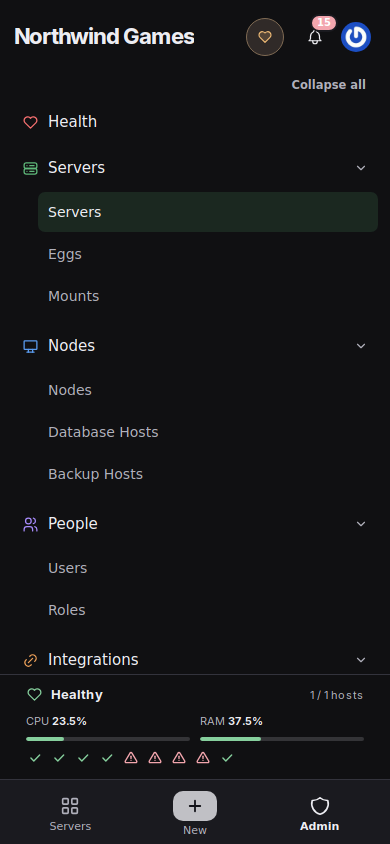 Northwind Games
15
Collapse all
Health
Servers
Servers
Eggs
Mounts
Nodes
Nodes
Database Hosts
Backup Hosts
People
Users
Roles
Integrations
Healthy 1/1 hosts
CPU 23.5% RAM 37.5%
Servers New Admin